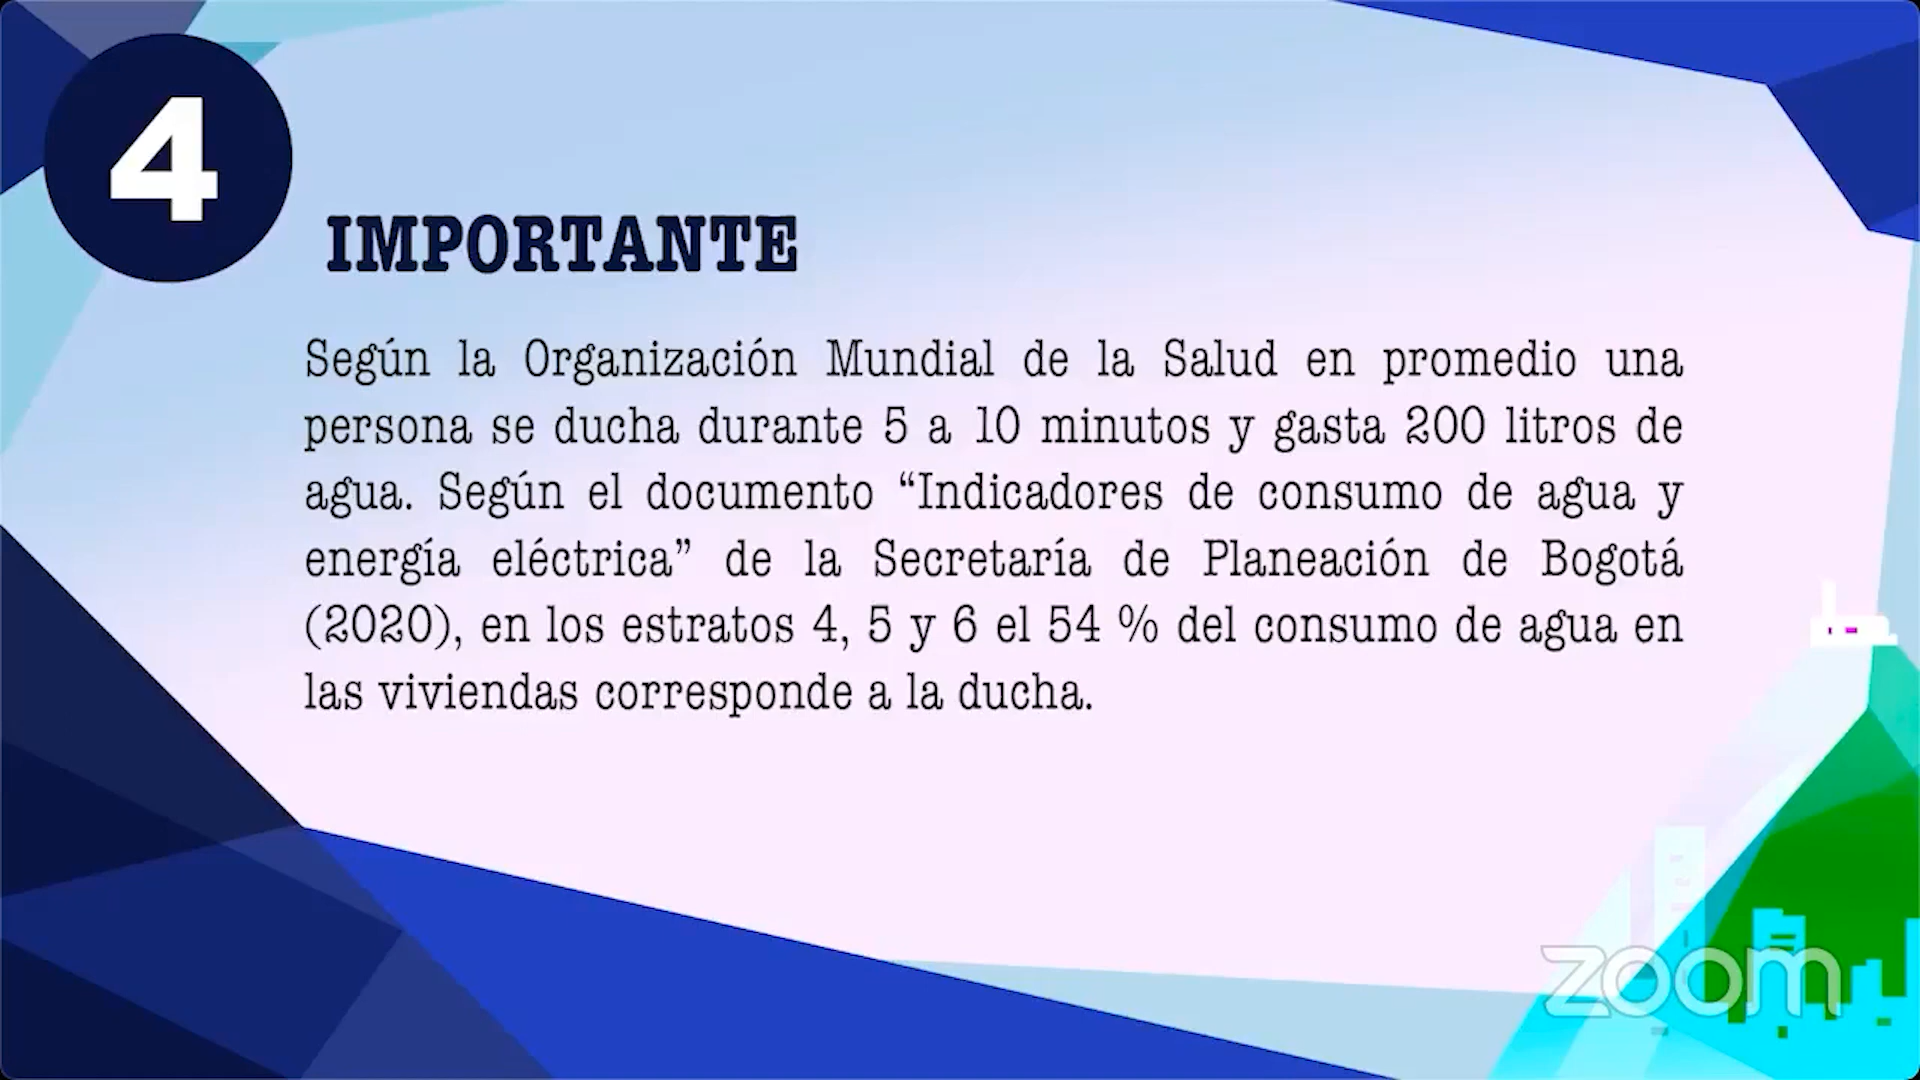 4
IMPORTANTE
Según la Organización Mundial de la Salud en promedio una
persona se ducha durante 5 a 10 minutos y gasta 200 litros de
agua. Según el documento “Indicadores de consumo de agua y
energía eléctrica” de la Secretaría de Planeación de Bogotá
(2020), en los estratos 4, 5 y 6 el 54 % del consumo de agua en
las viviendas corresponde a la ducha.
zoom